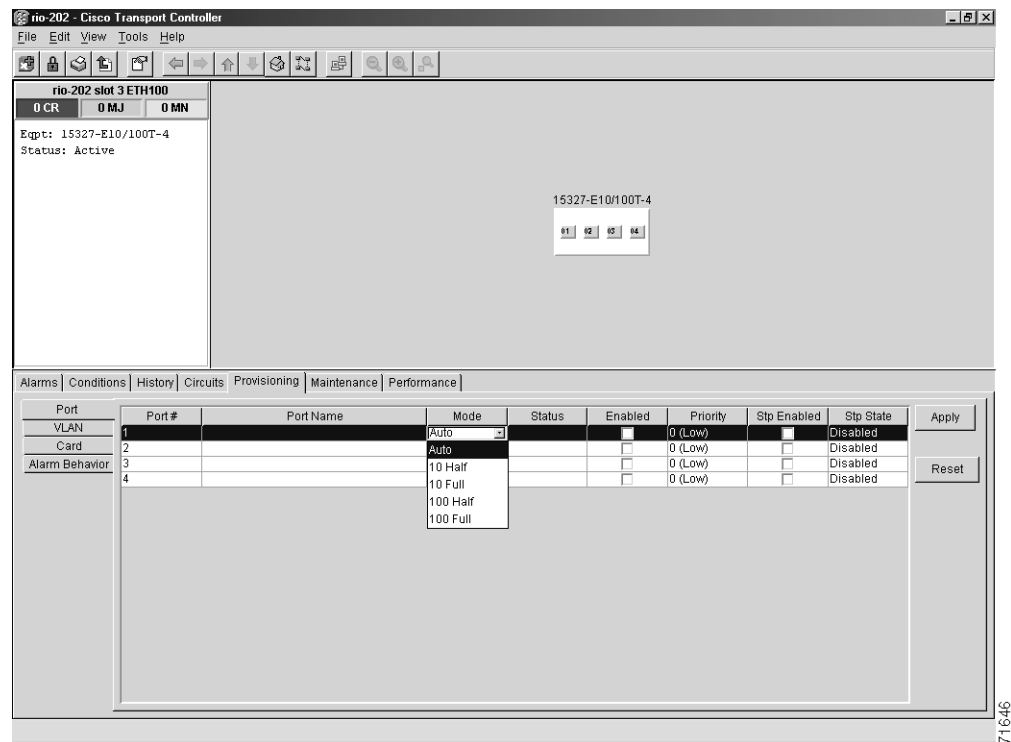 rio-202 - Cisco Transport Controller
File Edit View Tools Help
rio-202 slot 3 ETH100
0 CR 0 MJ 0 MN
Eqpt: 15327-E10/100T-4
Status: Active
15327-E10/100T-4
01 02 03 04
Alarms Conditions History Circuits Provisioning Maintenance Performance
Port
VLAN
Card
Alarm Behavior
Port # Port Name Mode Status Enabled Priority Stp Enabled Stp State
1 Auto 0 (Low) Disabled
2 0 (Low) Disabled
3 0 (Low) Disabled
4 0 (Low) Disabled
Auto
10 Half
10 Full
100 Half
100 Full
Apply
Reset
71646